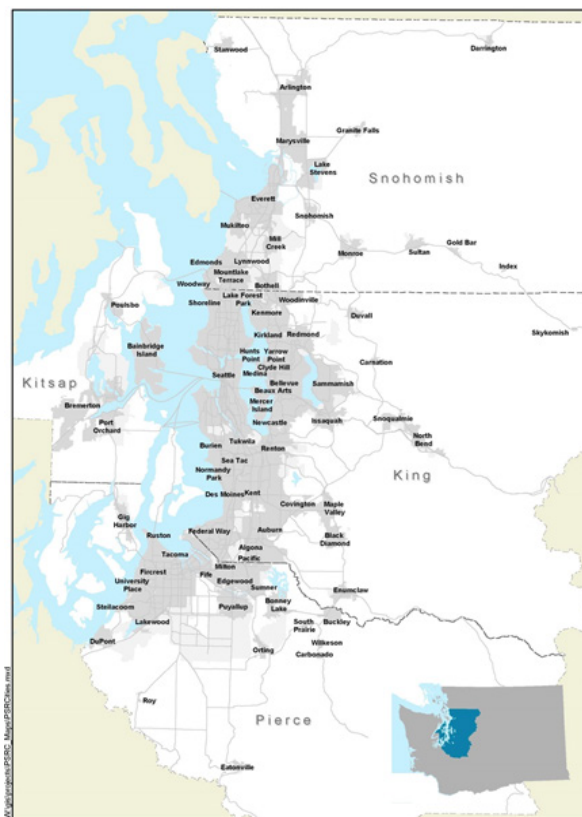 Stanwood
Darrington
Arlington
Granite Falls
Marysville
Lake
Stevens
Snohomish
Everett
Snohomish
Mukilteo
Mill
Creek
Monroe
Sultan
Gold Bar
Index
Edmonds
Lynnwood
Mountlake
Terrace
Woodway
Bothell
Skykomish
Poulsbo
Shoreline
Lake Forest
Park
Woodinville
Kenmore
Duvall
Bainbridge
Island
Kirkland
Redmond
Hunts
Point
Yarrow
Point
Clyde Hill
Medina
Carnation
Kitsap
Seattle
Bellevue
Beaux Arts
Sammamish
Bremerton
Mercer
Island
Port
Orchard
Newcastle
Issaquah
Snoqualmie
North
Bend
Burien
Tukwila
Renton
Sea Tac
Normandy
Park
King
Des Moines
Kent
Covington
Maple
Valley
Gig
Harbor
Ruston
Federal Way
Auburn
Black
Diamond
Tacoma
Algona
Pacific
Milton
Fircrest
Fife
Edgewood
University
Place
Sumner
Enumclaw
Steilacoom
Puyallup
Bonney
Lake
Lakewood
South
Prairie
Buckley
DuPont
Orting
Wilkeson
Carbonado
Roy
Pierce
Eatonville